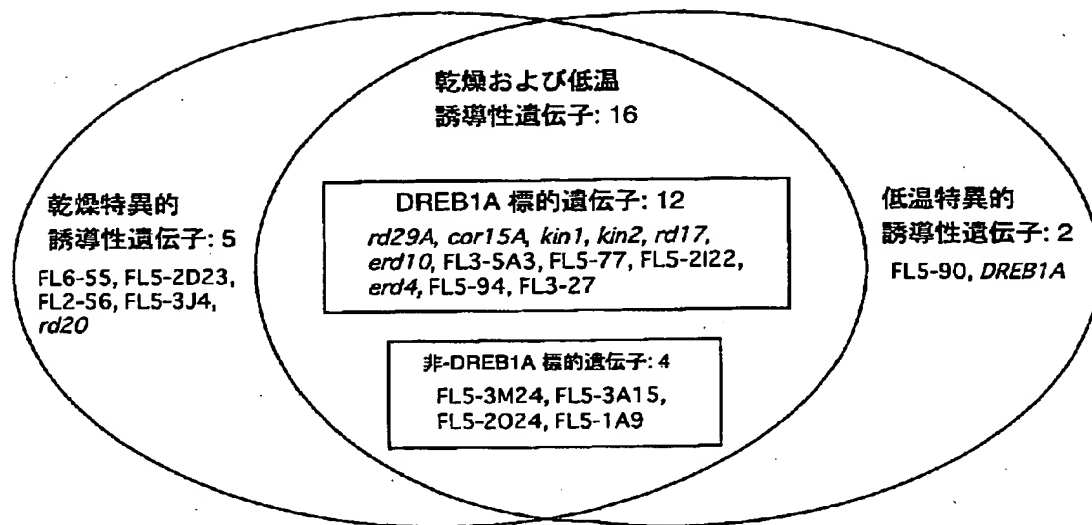 乾燥および低温
誘導性遺伝子: 16
乾燥特異的
誘導性遺伝子: 5
FL6-55, FL5-2D23,
FL2-56, FL5-3J4,
rd20
DREB1A 標的遺伝子: 12
rd29A, cor15A, kin1, kin2, rd17,
erd10, FL3-5A3, FL5-77, FL5-2I22,
erd4, FL5-94, FL3-27
非-DREB1A 標的遺伝子: 4
FL5-3M24, FL5-3A15,
FL5-2O24, FL5-1A9
低温特異的
誘導性遺伝子: 2
FL5-90, DREB1A